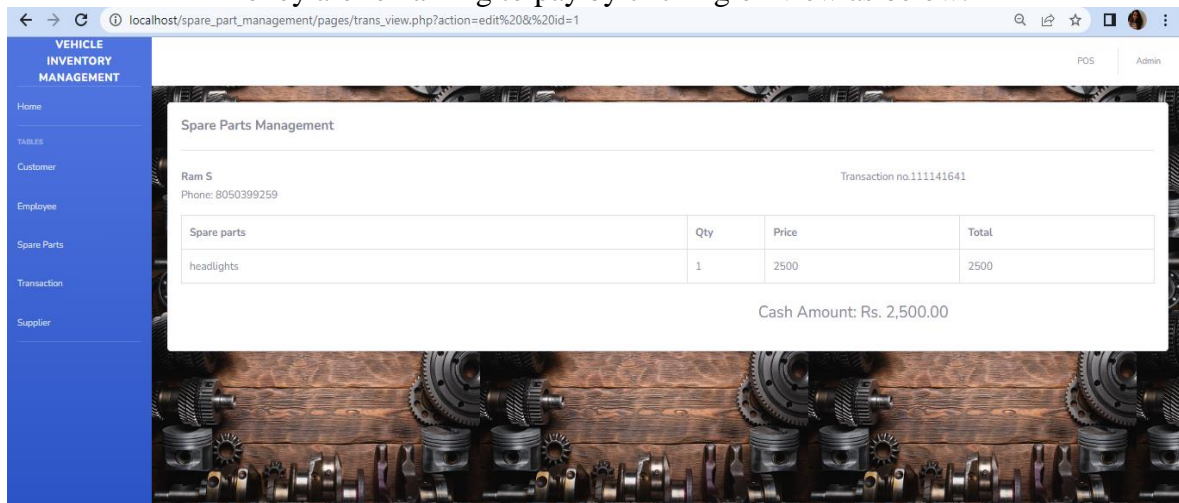 localhost/spare_part_management/pages/trans_view.php?action=edit%20&%20id=1
VEHICLE
INVENTORY
MANAGEMENT
POS Admin
Home
TABLES
Customer
Employee
Spare Parts
Transaction
Supplier
Spare Parts Management
Ram S Transaction no.111141641
Phone: 8050399259
Spare parts Qty Price Total
headlights 1 2500 2500
Cash Amount: Rs. 2,500.00